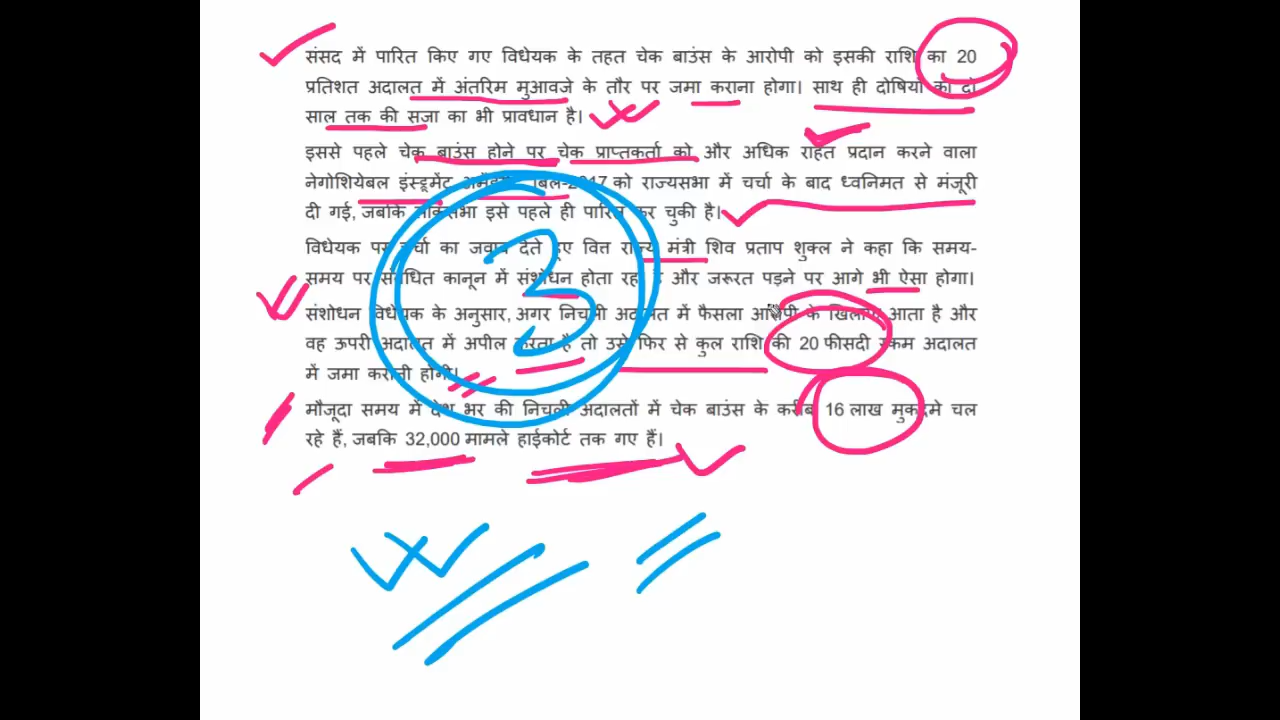 संसद में पारित किए गए विधेयक के तहत चेक बाउंस के आरोपी को इसकी राशि का 20
प्रतिशत अदालत में अंतरिम मुआवजे के तौर पर जमा कराना होगा। साथ ही दोषियों को दो
साल तक की सजा का भी प्रावधान है।
इससे पहले चेक बाउंस होने पर चेक प्राप्तकर्ता को और अधिक राहत प्रदान करने वाला
नेगोशियेबल इंस्ट्रूमेंट बिल-2017 को राज्यसभा में चर्चा के बाद ध्वनिमत से मंजूरी
दी गई, जबकि लोकसभा इसे पहले ही पारित कर चुकी है।
विधेयक पर चर्चा का जवाब देते हुए वित्त राज्य मंत्री शिव प्रताप शुक्ल ने कहा कि समय-
समय पर संबंधित कानून में संशोधन होता रहा है और जरूरत पड़ने पर आगे भी ऐसा होगा।
संशोधन विधेयक के अनुसार, अगर निचली अदालत में फैसला आरोपी के खिलाफ आता है और
वह ऊपरी अदालत में अपील करता है तो उसे फिर से कुल राशि की 20 फीसदी रकम अदालत
में जमा करानी होगी।
मौजूदा समय में देश भर की निचली अदालतों में चेक बाउंस के करीब 16 लाख मुकदमे चल
रहे हैं, जबकि 32,000 मामले हाईकोर्ट तक गए हैं।
3